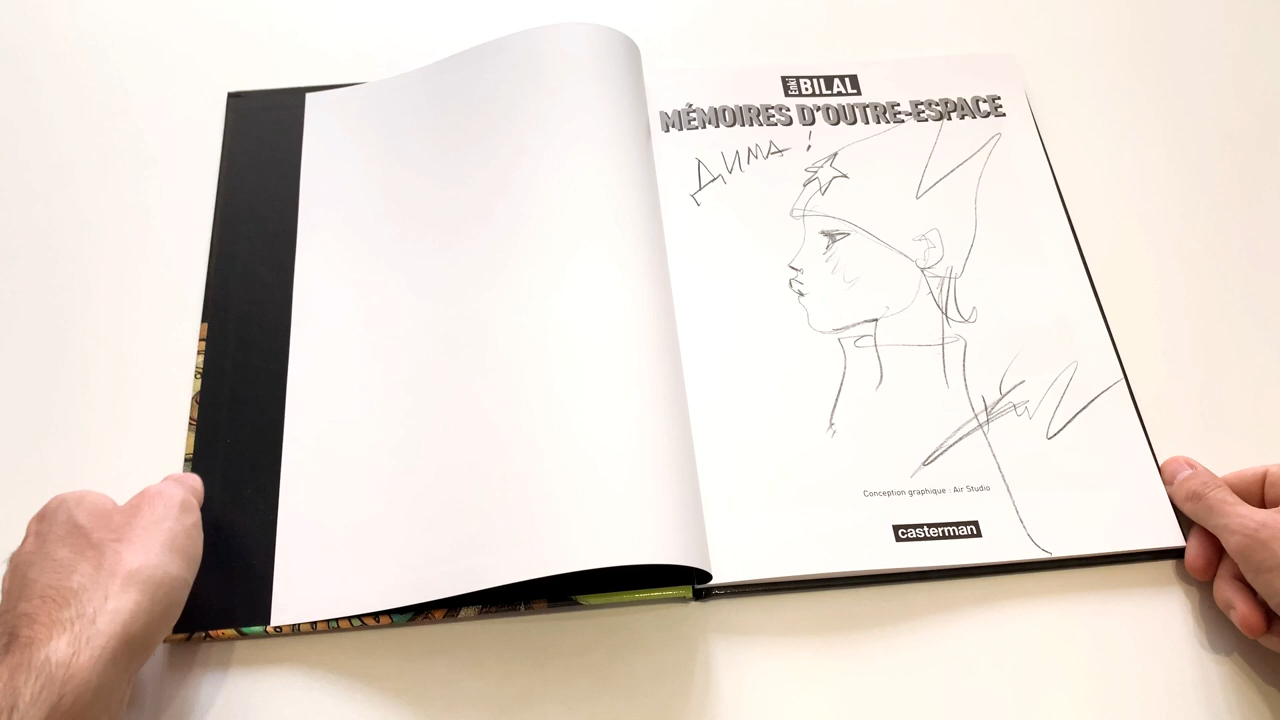 Enki BILAL
MÉMOIRES D'OUTRE-ESPACE
ДИМА!
Conception graphique : Air Studio
casterman